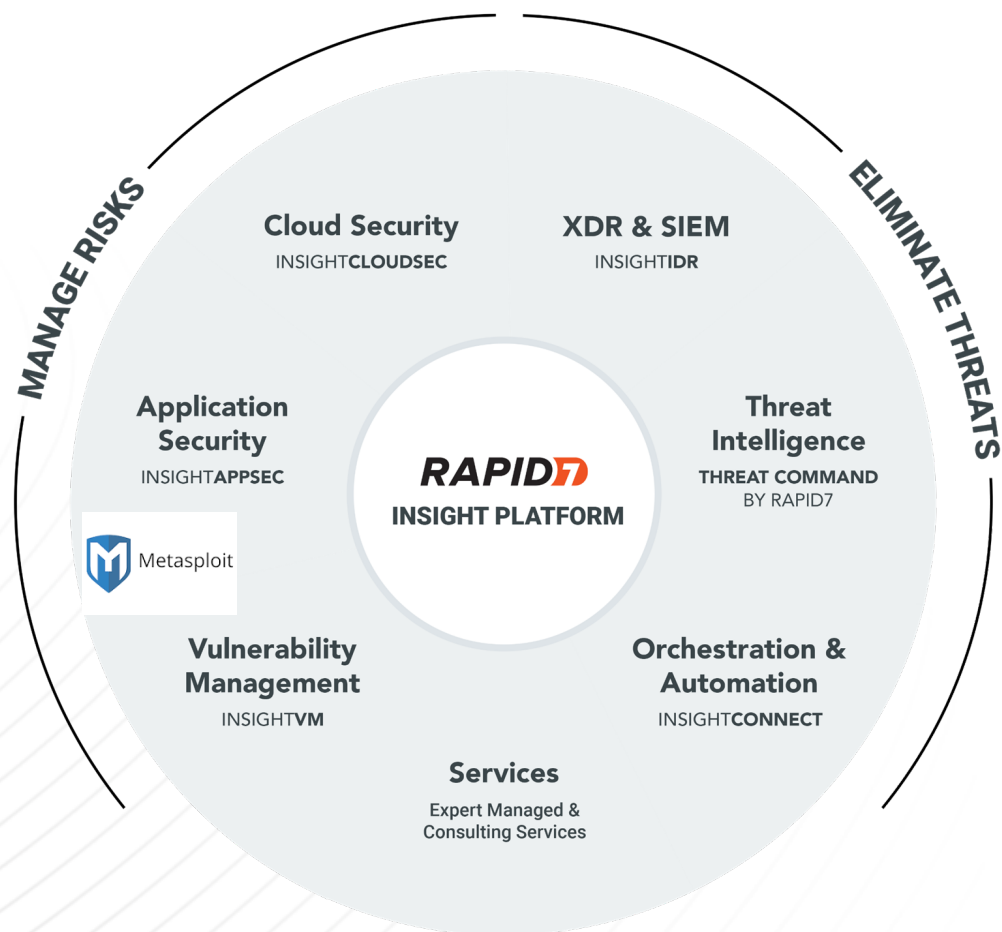 MANAGE RISKS
ELIMINATE THREATS
Cloud Security
INSIGHTCLOUDSEC
XDR & SIEM
INSIGHTIDR
Application
Security
INSIGHTAPPSEC
Metasploit
RAPID7
INSIGHT PLATFORM
Threat
Intelligence
THREAT COMMAND
BY RAPID7
Vulnerability
Management
INSIGHTVM
Orchestration &
Automation
INSIGHTCONNECT
Services
Expert Managed &
Consulting Services